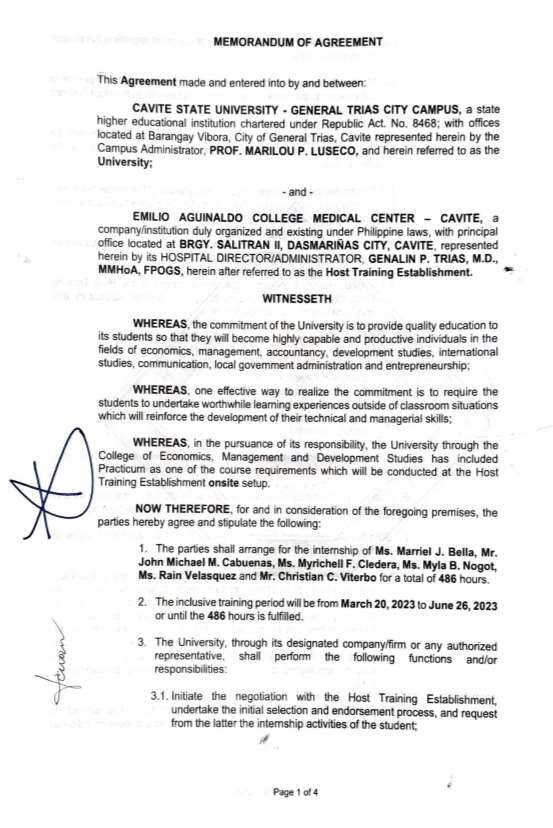 MEMORANDUM OF AGREEMENT
This Agreement made and entered into by and between:
CAVITE STATE UNIVERSITY - GENERAL TRIAS CITY CAMPUS, a state
higher educational institution chartered under Republic Act. No. 8468; with offices
located at Barangay Vibora, City of General Trias, Cavite represented herein by the
Campus Administrator, PROF. MARILOU P. LUSECO, and herein referred to as the
University;
- and -
EMILIO AGUINALDO COLLEGE MEDICAL CENTER – CAVITE, a
company/institution duly organized and existing under Philippine laws, with principal
office located at BRGY. SALITRAN II, DASMARIÑAS CITY, CAVITE, represented
herein by its HOSPITAL DIRECTOR/ADMINISTRATOR, GENALIN P. TRIAS, M.D.,
MMHoA, FPOGS, herein after referred to as the Host Training Establishment.
WITNESSETH
WHEREAS, the commitment of the University is to provide quality education to
its students so that they will become highly capable and productive individuals in the
fields of economics, management, accountancy, development studies, international
studies, communication, local government administration and entrepreneurship;
WHEREAS, one effective way to realize the commitment is to require the
students to undertake worthwhile learning experiences outside of classroom situations
which will reinforce the development of their technical and managerial skills;
WHEREAS, in the pursuance of its responsibility, the University through the
College of Economics, Management and Development Studies has included
Practicum as one of the course requirements which will be conducted at the Host
Training Establishment onsite setup.
NOW THEREFORE, for and in consideration of the foregoing premises, the
parties hereby agree and stipulate the following:
1. The parties shall arrange for the internship of Ms. Marriel J. Bella, Mr.
John Michael M. Cabuenas, Ms. Myrichell F. Cledera, Ms. Myla B. Nogot,
Ms. Rain Velasquez and Mr. Christian C. Viterbo for a total of 486 hours.
2. The inclusive training period will be from March 20, 2023 to June 26, 2023
or until the 486 hours is fulfilled.
3. The University, through its designated company/firm or any authorized
representative, shall perform the following functions and/or
responsibilities:
3.1. Initiate the negotiation with the Host Training Establishment,
undertake the initial selection and endorsement process, and request
from the latter the internship activities of the student;
Page 1 of 4